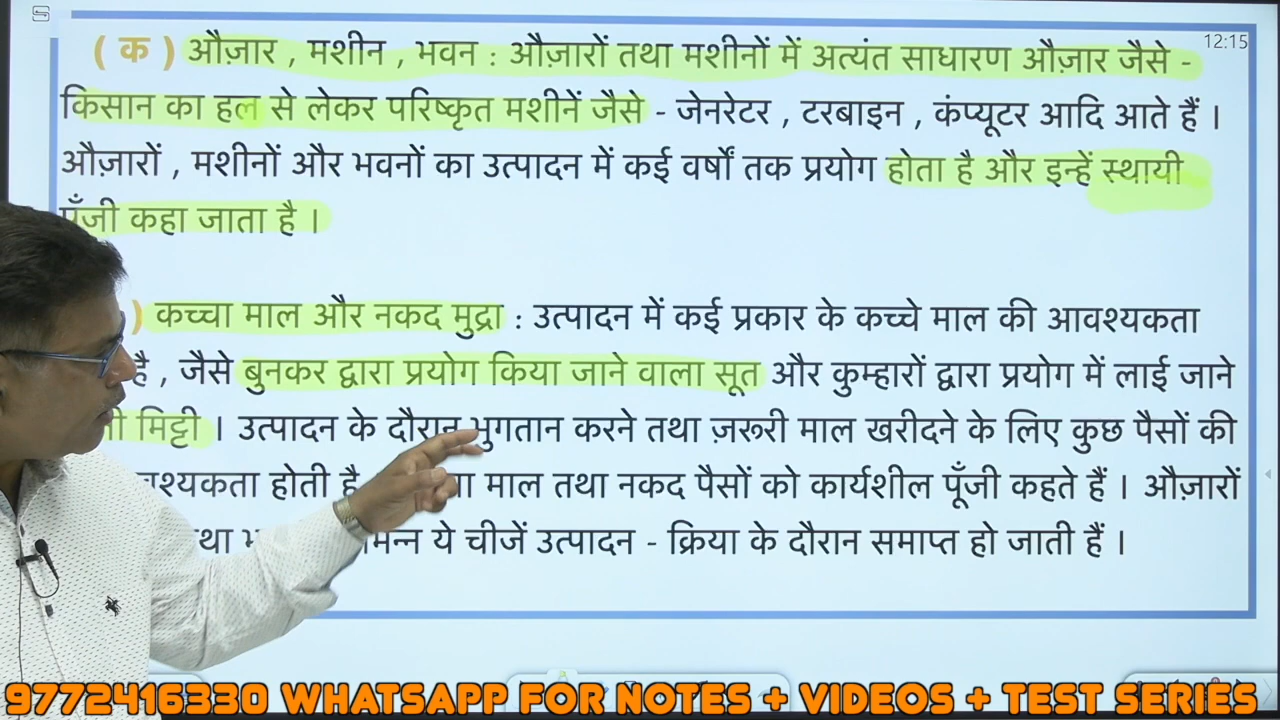 12:15
( क ) औज़ार , मशीन , भवन : औज़ारों तथा मशीनों में अत्यंत साधारण औज़ार जैसे -
किसान का हल से लेकर परिष्कृत मशीनें जैसे - जेनरेटर , टरबाइन , कंप्यूटर आदि आते हैं ।
औज़ारों , मशीनों और भवनों का उत्पादन में कई वर्षों तक प्रयोग होता है और इन्हें स्थायी
पूँजी कहा जाता है ।
) कच्चा माल और नकद मुद्रा : उत्पादन में कई प्रकार के कच्चे माल की आवश्यकता
है , जैसे बुनकर द्वारा प्रयोग किया जाने वाला सूत और कुम्हारों द्वारा प्रयोग में लाई जाने
मिट्टी । उत्पादन के दौरान भुगतान करने तथा ज़रूरी माल खरीदने के लिए कुछ पैसों की
होती है माल तथा नकद पैसों को कार्यशील पूँजी कहते हैं । औज़ारों
ये चीजें उत्पादन - क्रिया के दौरान समाप्त हो जाती हैं ।
9772416330 WHATSAPP FOR NOTES + VIDEOS + TEST SERIES